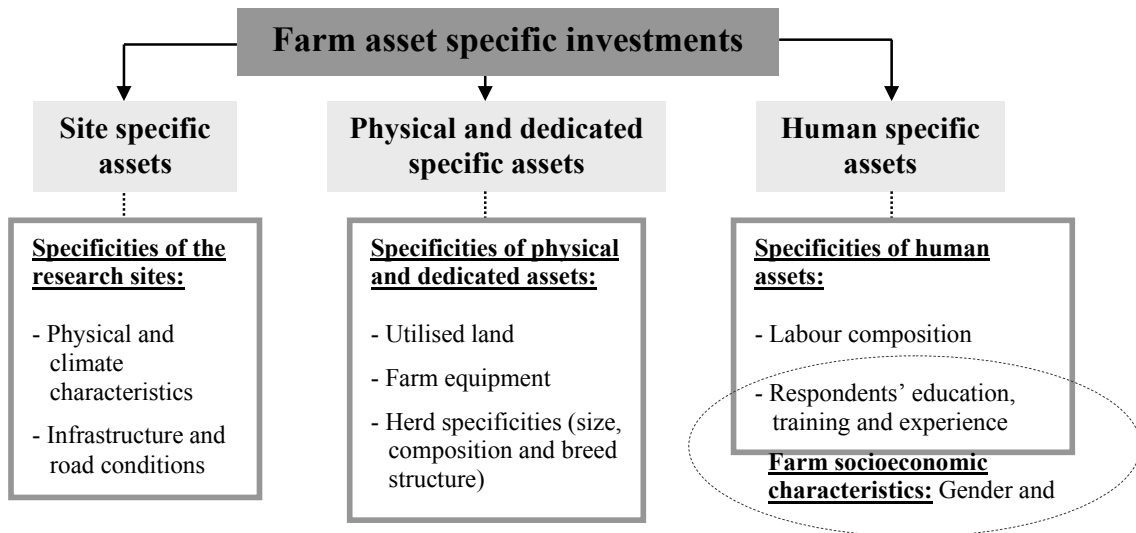 Farm asset specific investments
Site specific
assets
Physical and dedicated
specific assets
Human specific
assets
Specificities of the
research sites:
- Physical and
climate
characteristics
- Infrastructure and
road conditions
Specificities of physical
and dedicated assets:
- Utilised land
- Farm equipment
- Herd specificities (size,
composition and breed
structure)
Specificities of human
assets:
- Labour composition
- Respondents’ education,
training and experience
Farm socioeconomic
characteristics: Gender and